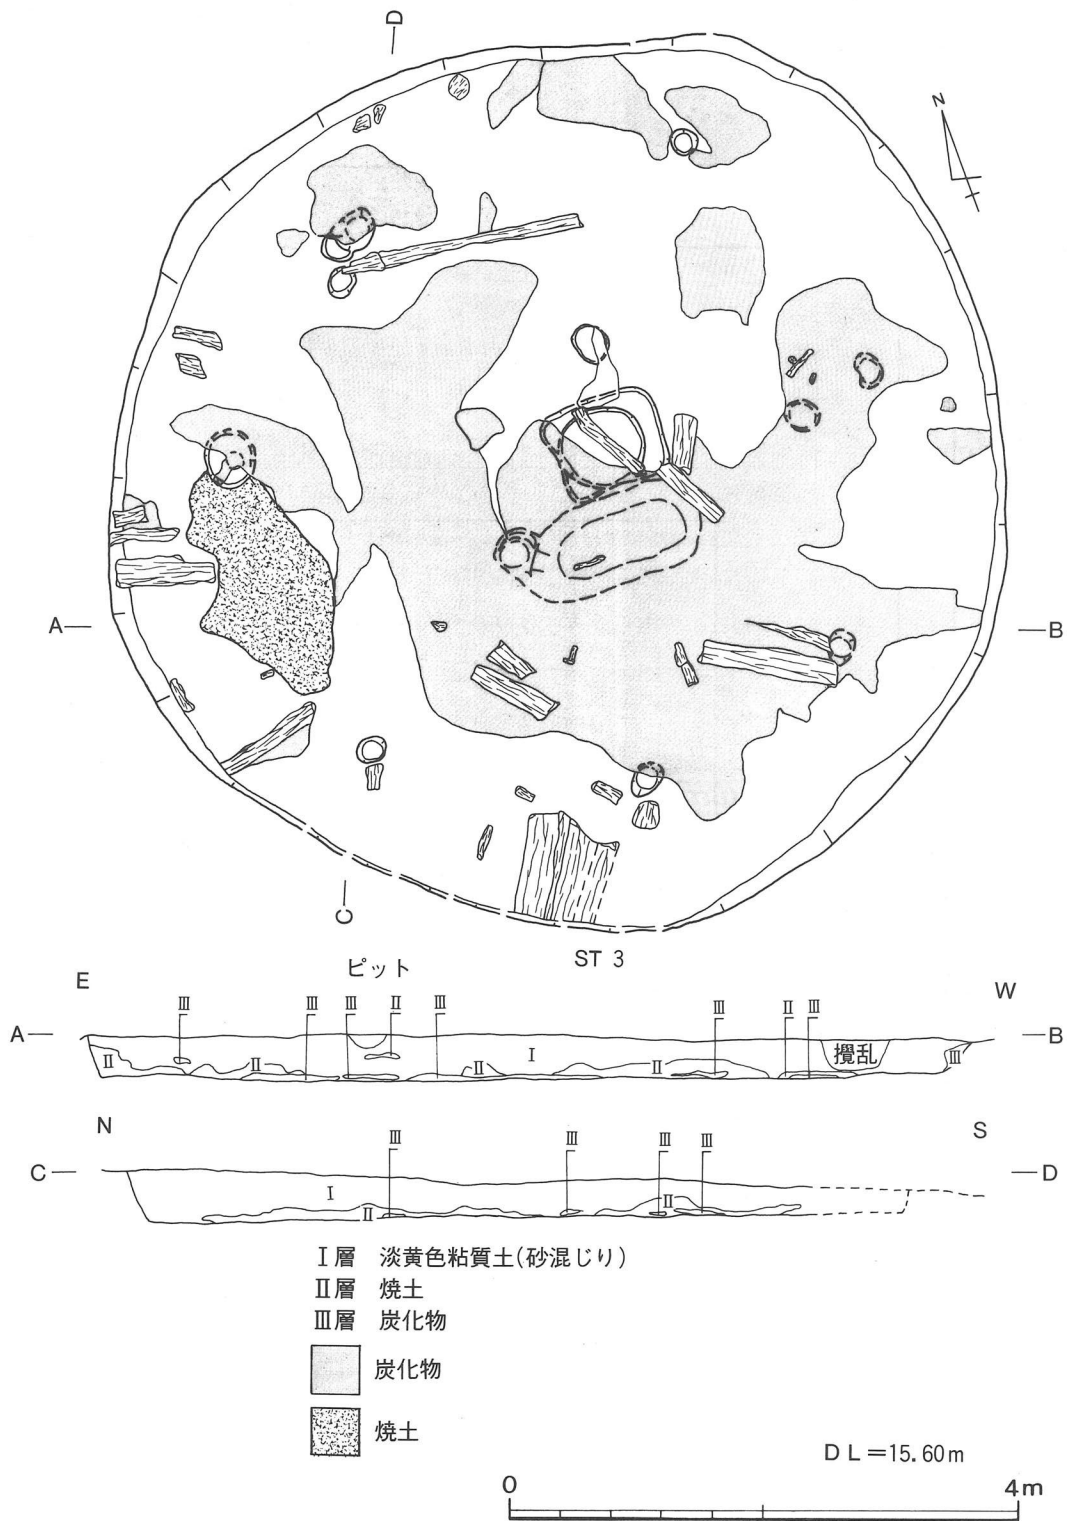 D
N
A
B
C
ST 3
ピット
E
W
Ⅲ Ⅲ Ⅲ Ⅱ Ⅲ Ⅲ Ⅱ Ⅲ
A B
Ⅱ Ⅱ Ⅱ Ⅰ Ⅱ 攪乱 Ⅲ
N S
Ⅲ Ⅲ Ⅲ Ⅲ
C D
Ⅰ Ⅱ Ⅱ
Ⅰ層 淡黄色粘質土(砂混じり)
Ⅱ層 焼土
Ⅲ層 炭化物
炭化物
焼土
DL=15.60m
0 4m